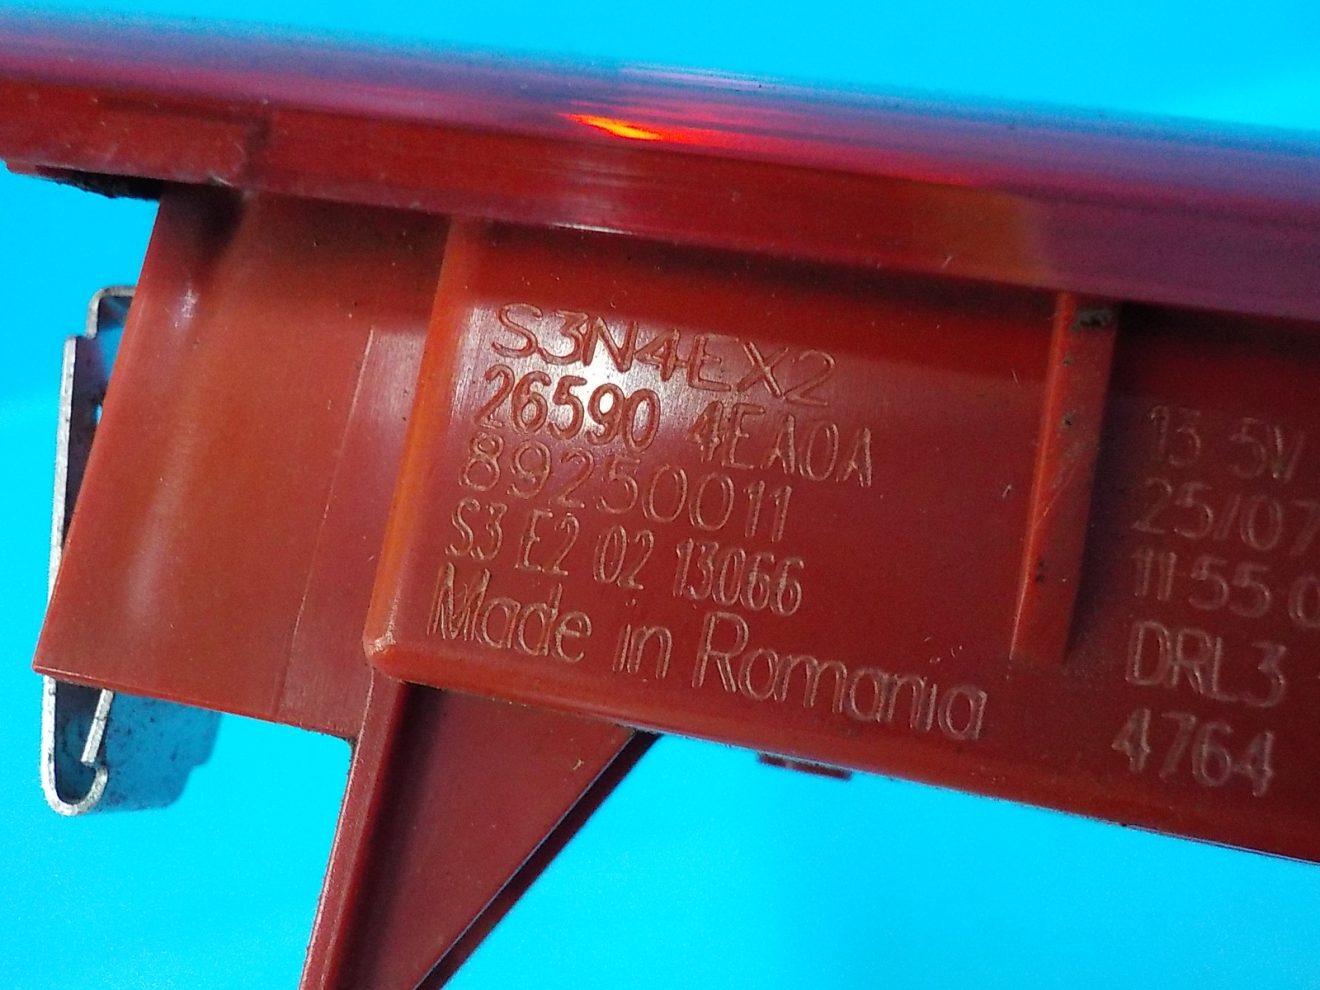 S3N4EX2
26590 4EA0A
89250011
S3 E2 02 13066
Made in Romania
13 5V
25/07
11 55 0
DRL3
4764